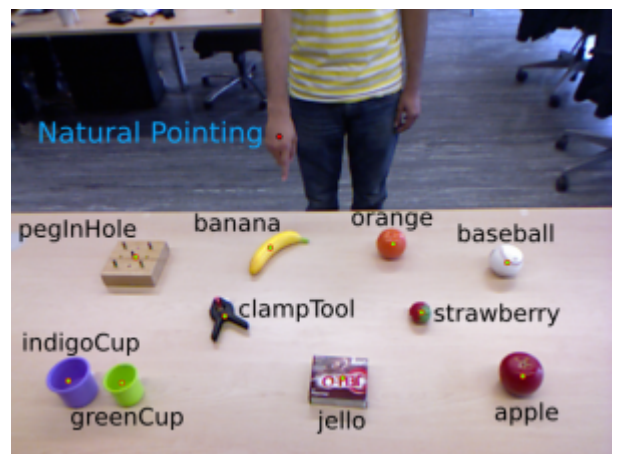 Natural Pointing
pegInHole
banana
orange
baseball
clampTool
strawberry
indigoCup
greenCup
jello
apple